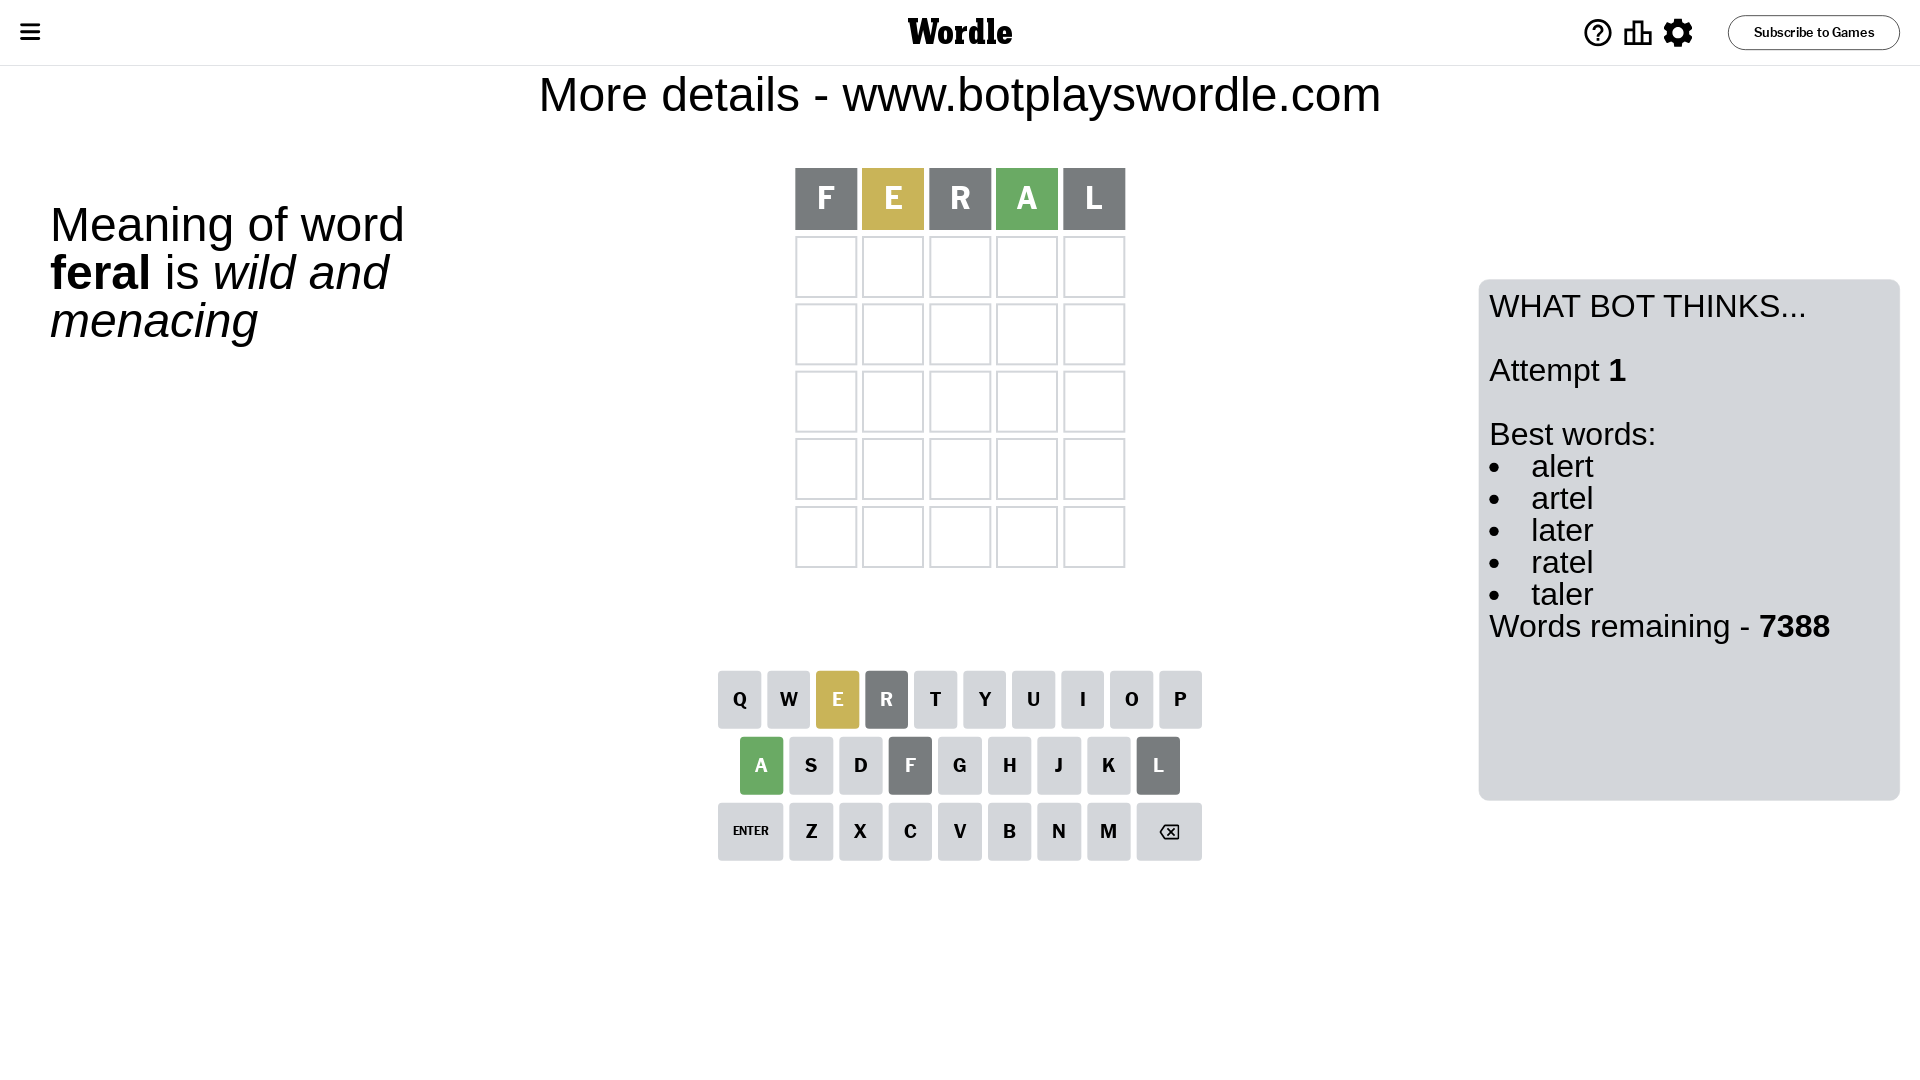 Wordle
Subscribe to Games
More details - www.botplayswordle.com
Meaning of word
feral is wild and
menacing
F E R A L
WHAT BOT THINKS...
Attempt 1
Best words:
• alert
• artel
• later
• ratel
• taler
Words remaining - 7388
Q W E R T Y U I O P
A S D F G H J K L
ENTER Z X C V B N M